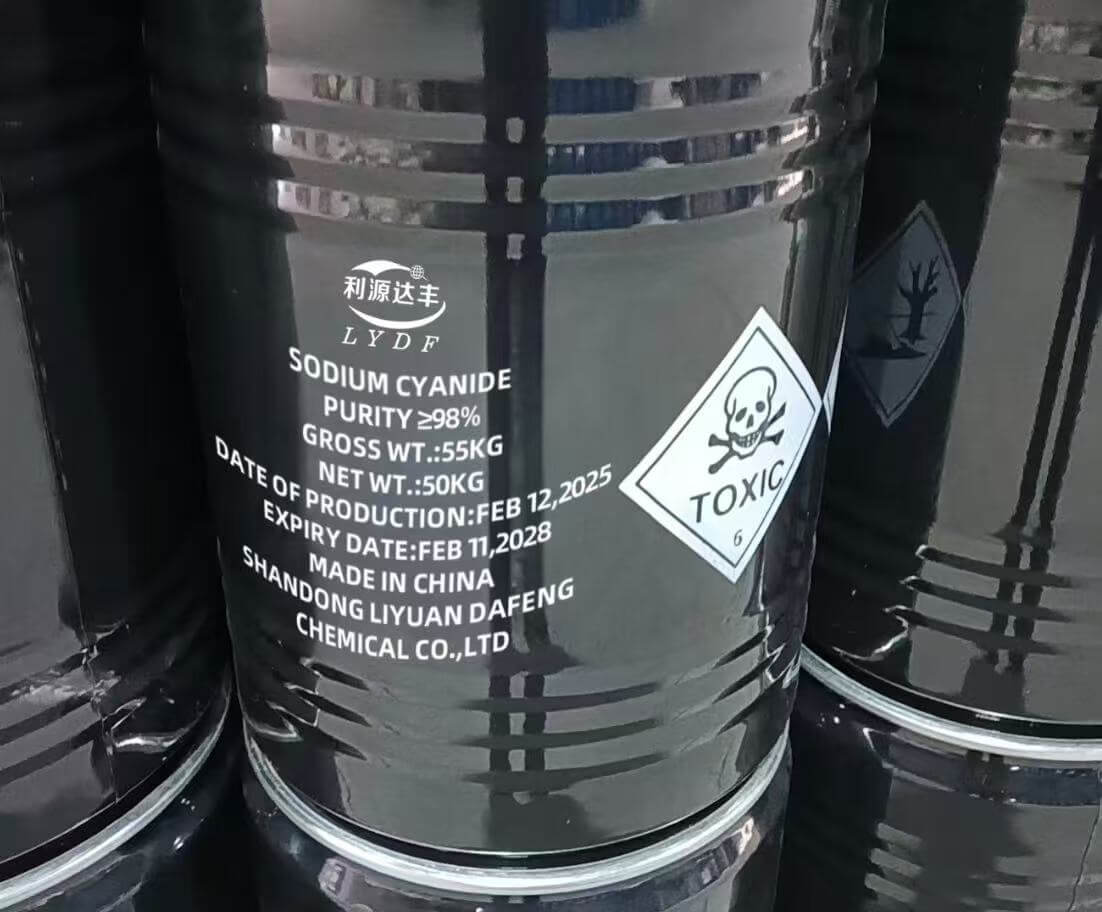 利源达丰
LYDF
SODIUM CYANIDE
PURITY ≥98%
GROSS WT.:55KG
NET WT.:50KG
DATE OF PRODUCTION:FEB 12,2025
EXPIRY DATE:FEB 11,2028
MADE IN CHINA
SHANDONG LIYUAN DAFENG
CHEMICAL CO.,LTD
TOXIC
6